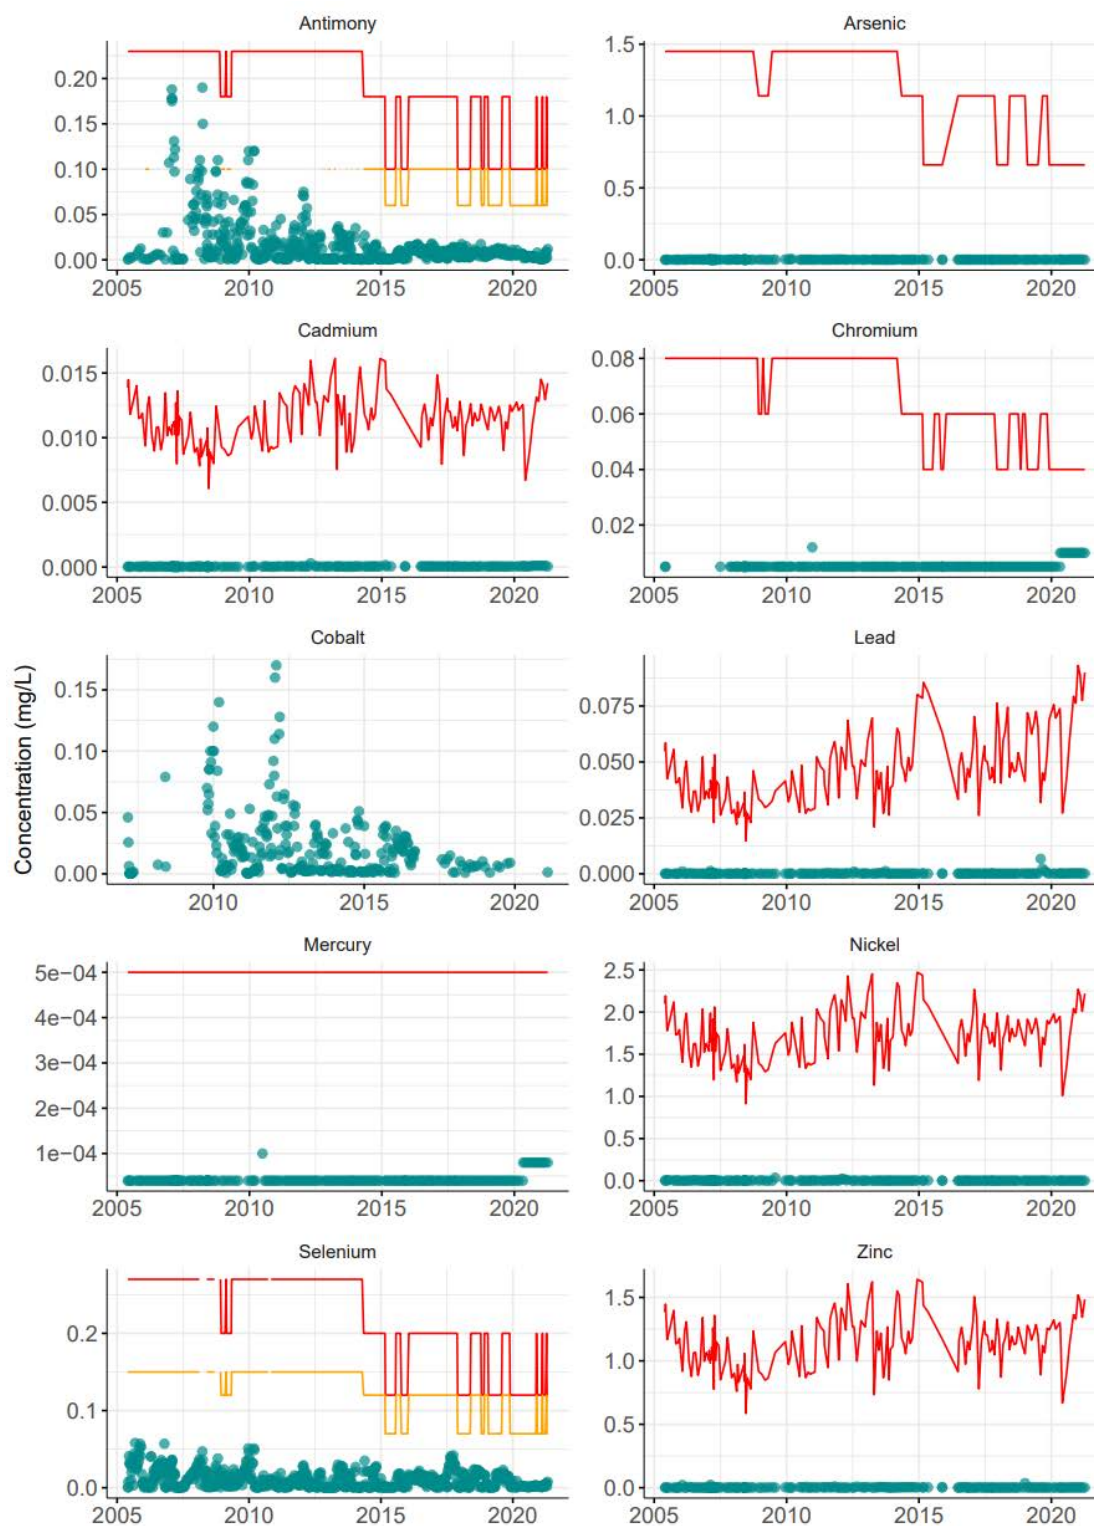 Antimony
0.20
0.15
0.10
0.05
0.00
2005 2010 2015 2020
Arsenic
1.5
1.0
0.5
0.0
2005 2010 2015 2020
Cadmium
0.015
0.010
0.005
0.000
2005 2010 2015 2020
Chromium
0.08
0.06
0.04
0.02
2005 2010 2015 2020
Concentration (mg/L)
Cobalt
0.15
0.10
0.05
0.00
2010 2015 2020
Lead
0.075
0.050
0.025
0.000
2005 2010 2015 2020
Mercury
5e−04
4e−04
3e−04
2e−04
1e−04
2005 2010 2015 2020
Nickel
2.5
2.0
1.5
1.0
0.5
0.0
2005 2010 2015 2020
Selenium
0.2
0.1
0.0
2005 2010 2015 2020
Zinc
1.5
1.0
0.5
0.0
2005 2010 2015 2020